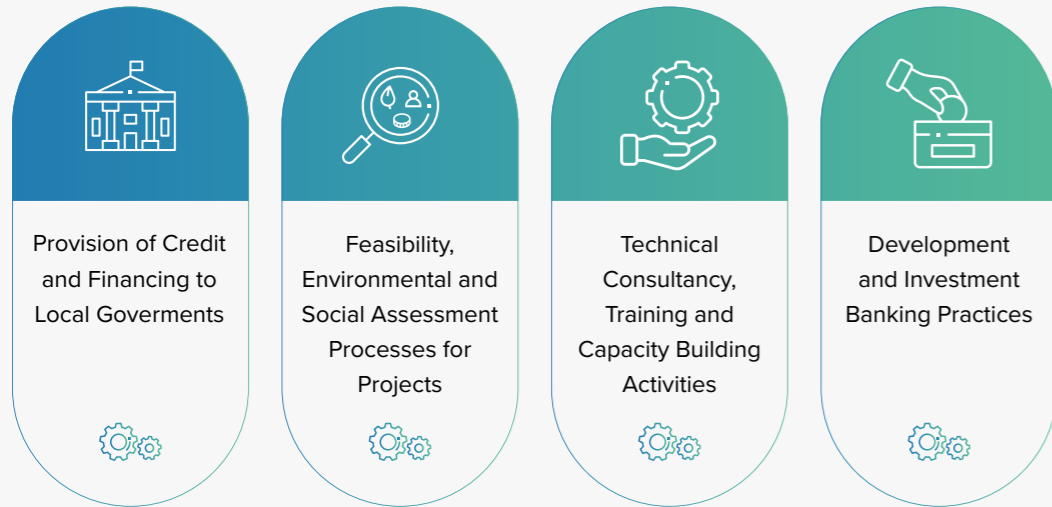 Provision of Credit
and Financing to
Local Goverments
Feasibility,
Environmental and
Social Assessment
Processes for
Projects
Technical
Consultancy,
Training and
Capacity Building
Activities
Development
and Investment
Banking Practices